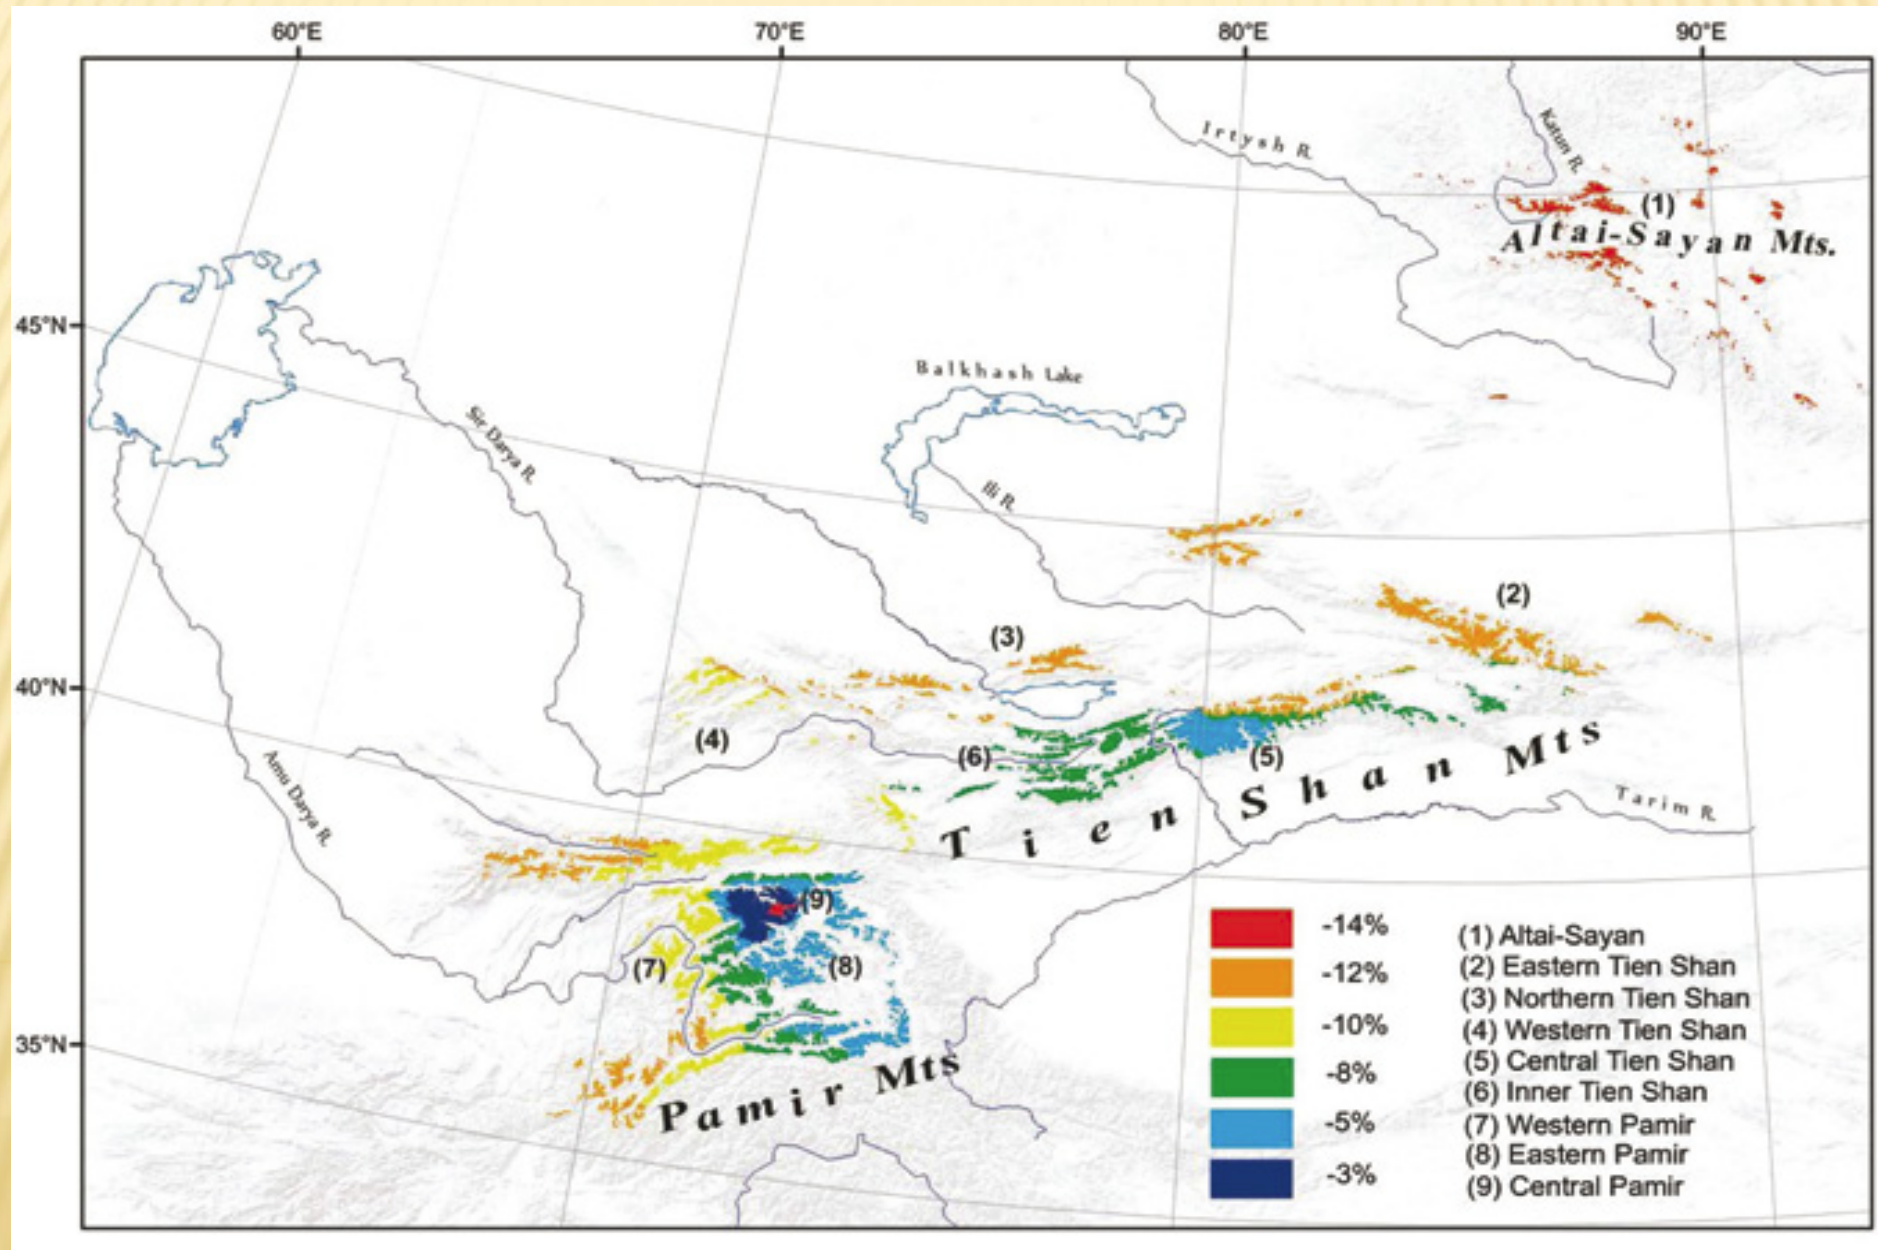 60°E 70°E 80°E 90°E
Irtysh R.
Katun R.
(1)
Altai-Sayan Mts.
45°N
Balkhash Lake
Sir Darya R.
Ili R.
(2)
(3)
40°N
(4)
(6)
(5)
Tien Shan Mts
Amu Darya R.
Tarim R.
(9)
(7)
(8)
35°N
Pamir Mts
-14%
-12%
-10%
-8%
-5%
-3%
(1) Altai-Sayan
(2) Eastern Tien Shan
(3) Northern Tien Shan
(4) Western Tien Shan
(5) Central Tien Shan
(6) Inner Tien Shan
(7) Western Pamir
(8) Eastern Pamir
(9) Central Pamir